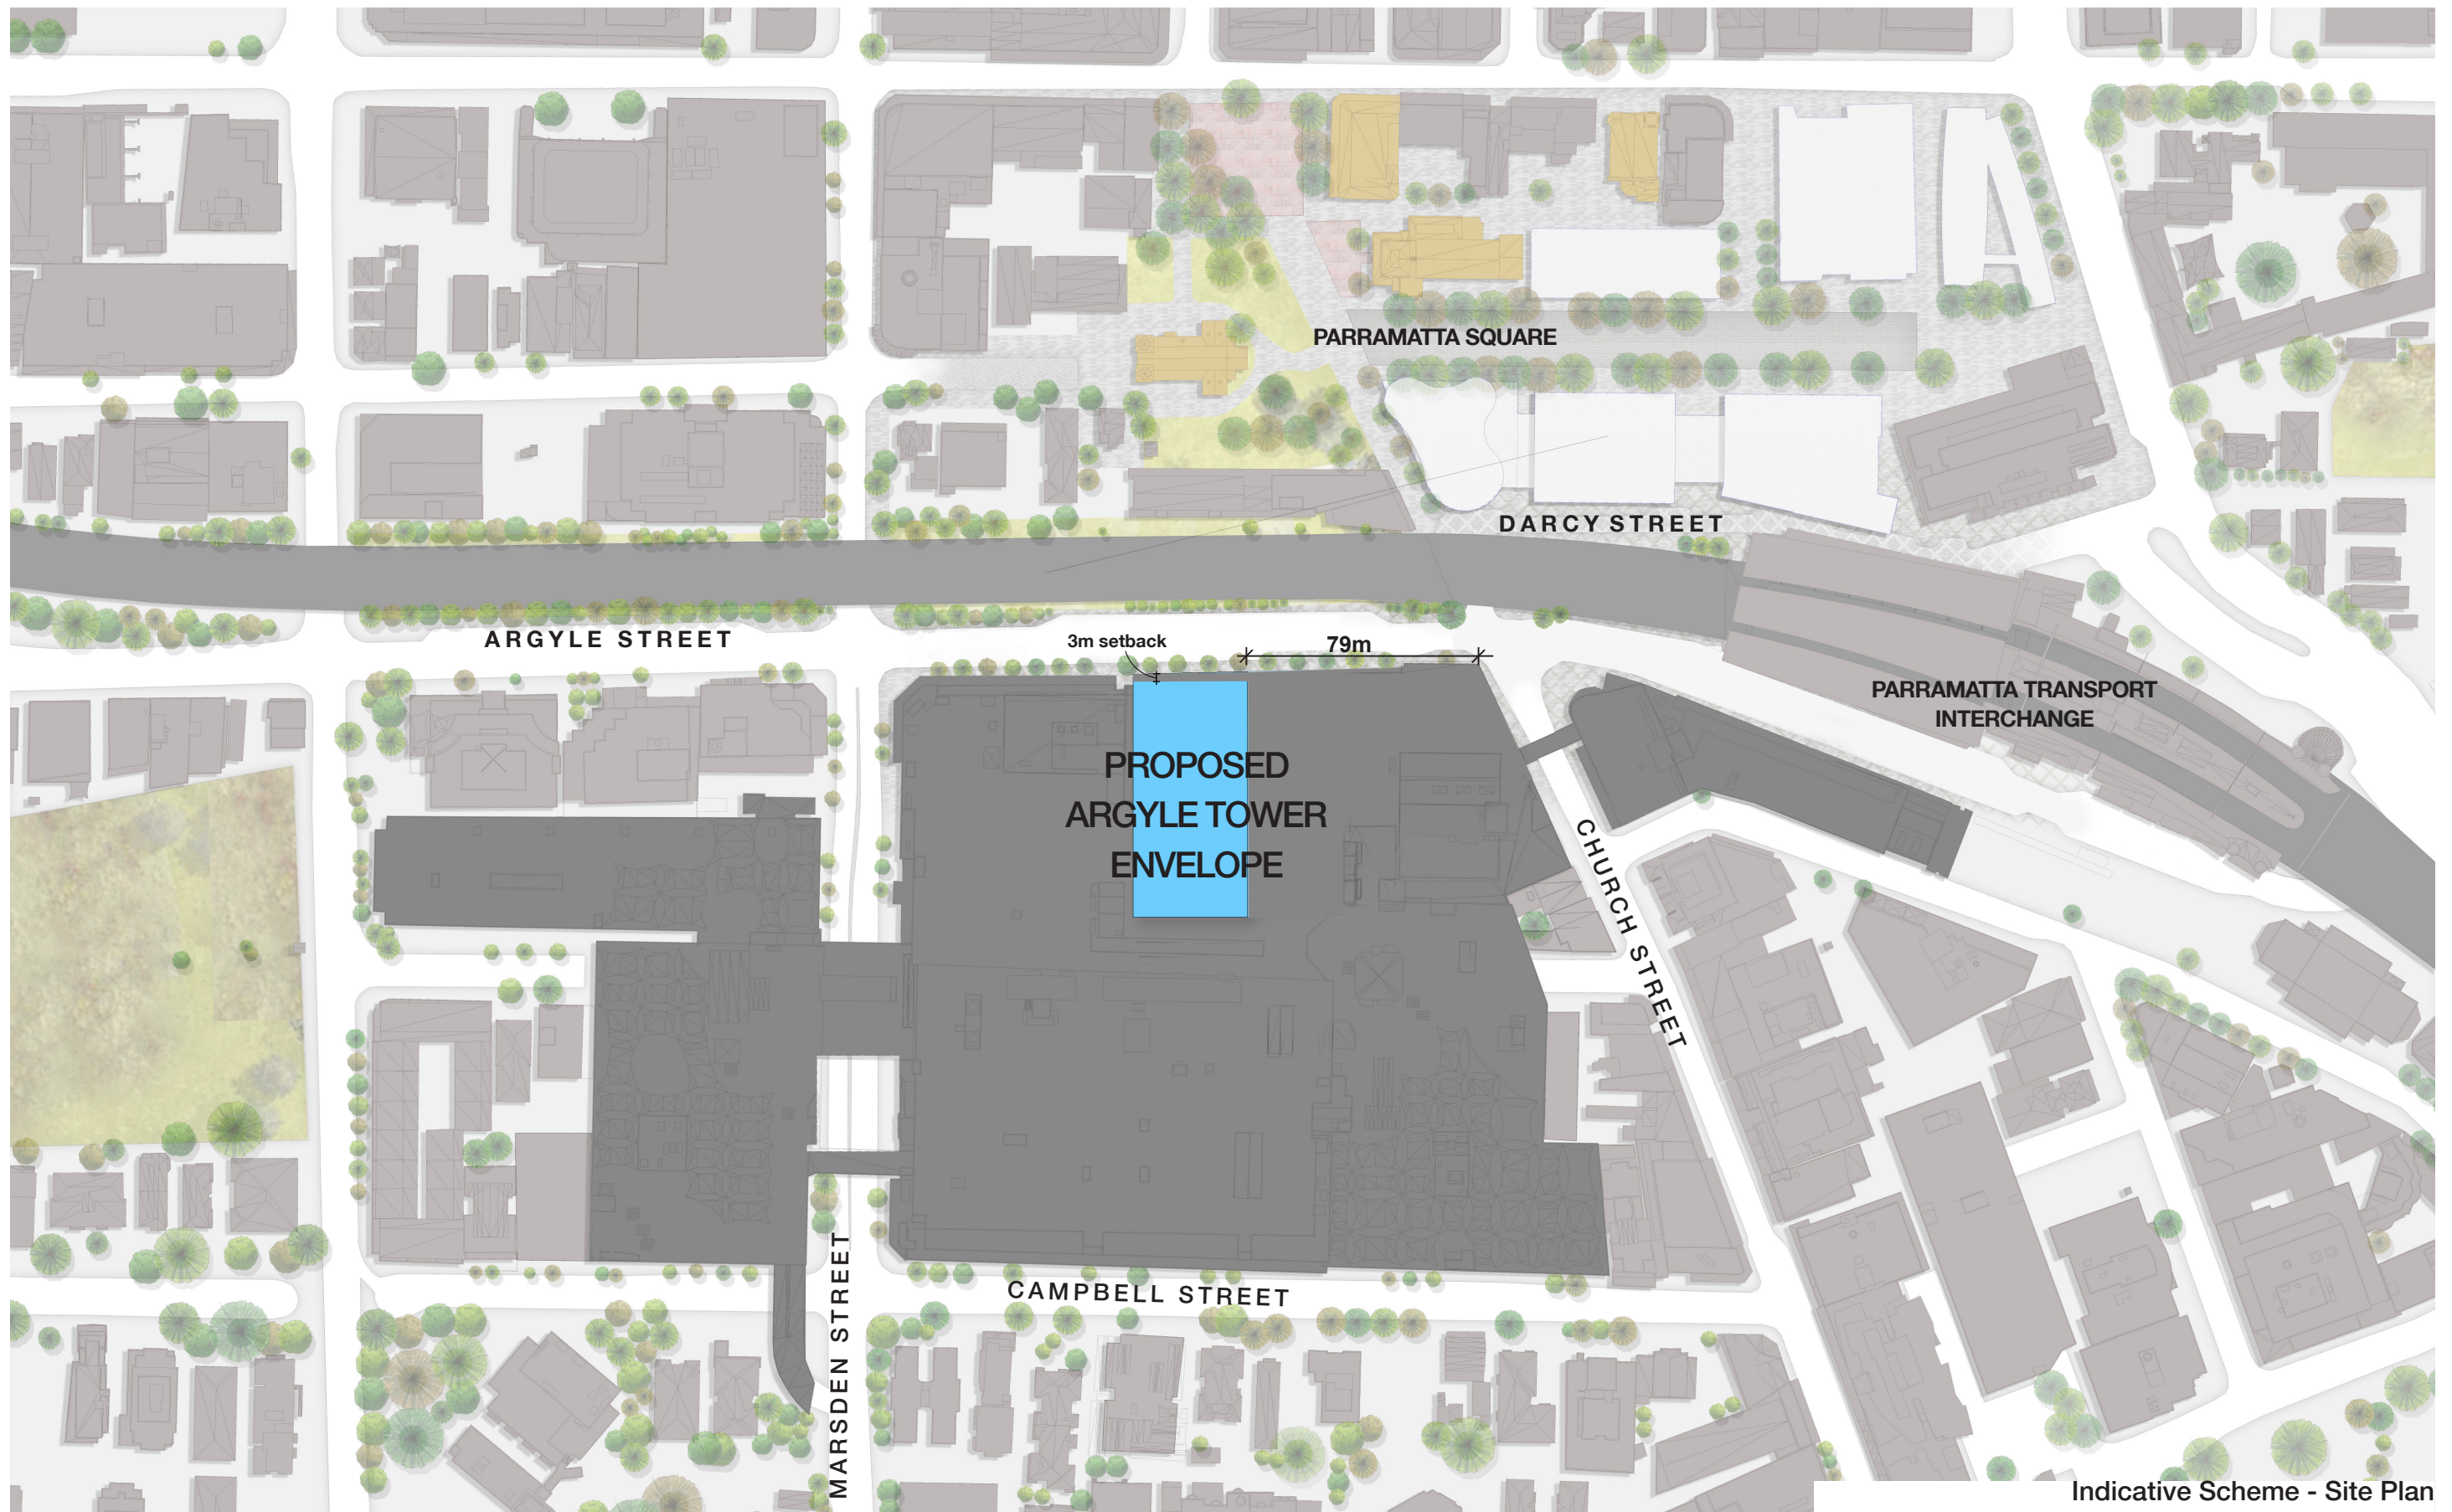 PARRAMATTA SQUARE
DARCY STREET
ARGYLE STREET
3m setback
79m
PARRAMATTA TRANSPORT
INTERCHANGE
PROPOSED
ARGYLE TOWER
ENVELOPE
CHURCH STREET
MARSDEN STREET
CAMPBELL STREET
Indicative Scheme - Site Plan